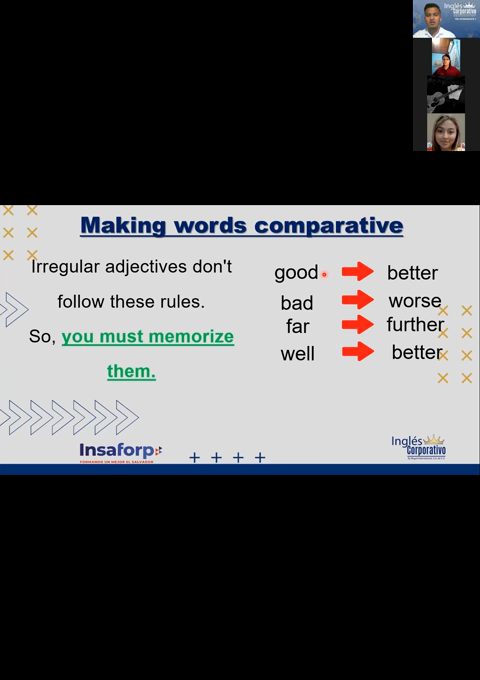 Inglés
Corporativo
Making words comparative
Irregular adjectives don't
follow these rules.
So, you must memorize
them.
good better
bad worse
far further
well better
Insaforp
FORMANDO UN MEJOR EL SALVADOR
Inglés
Corporativo